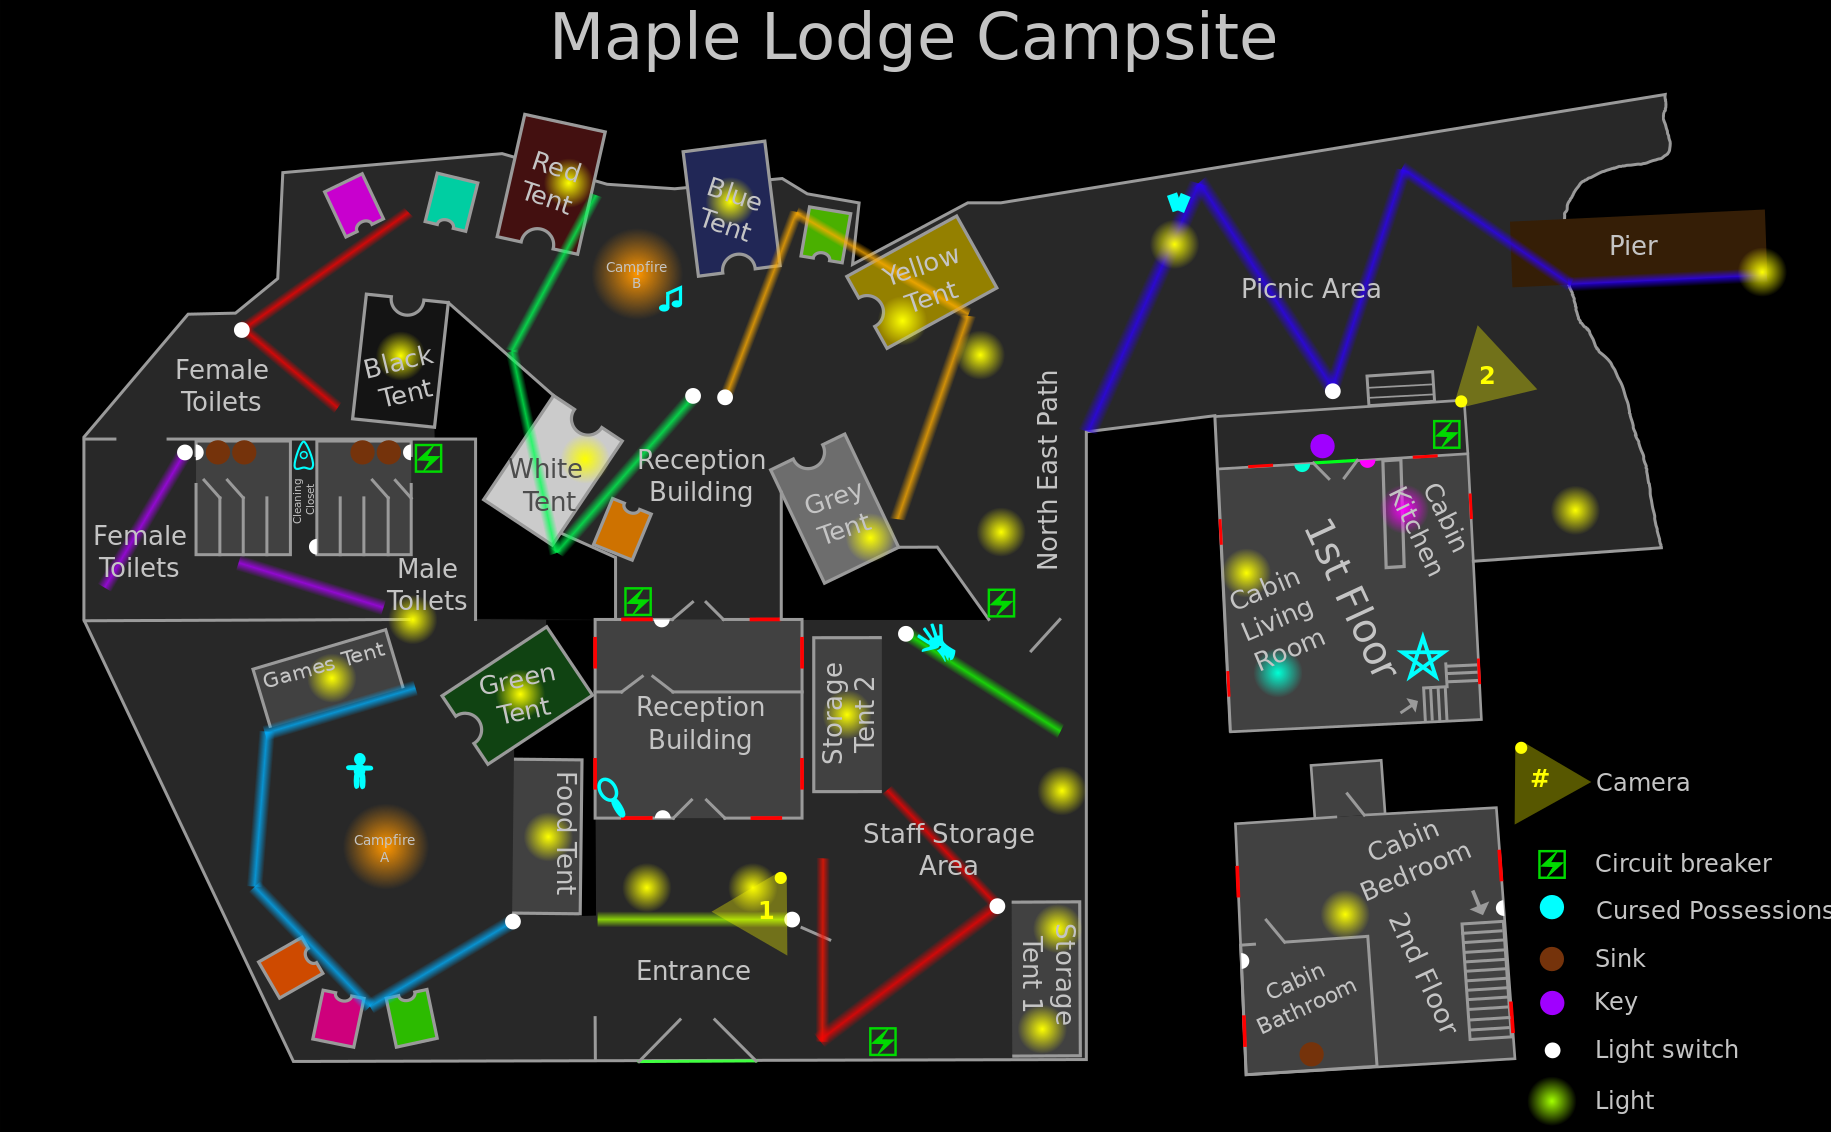 Maple Lodge Campsite
Red
Tent
Blue
Tent
Campfire
B
Yellow
Tent
Picnic Area
Pier
Female
Toilets
Black
Tent
2
White
Tent
Reception
Building
Grey
Tent
North East Path
Cleaning
Closet
Female
Toilets
Male
Toilets
Cabin
Kitchen
1st Floor
Cabin
Living
Room
Games Tent
Green
Tent
Reception
Building
Storage
Tent 2
Campfire
A
Food Tent
Staff Storage
Area
1
Entrance
Storage
Tent 1
Cabin
Bedroom
2nd Floor
Cabin
Bathroom
#
Camera
Circuit breaker
Cursed Possessions
Sink
Key
Light switch
Light